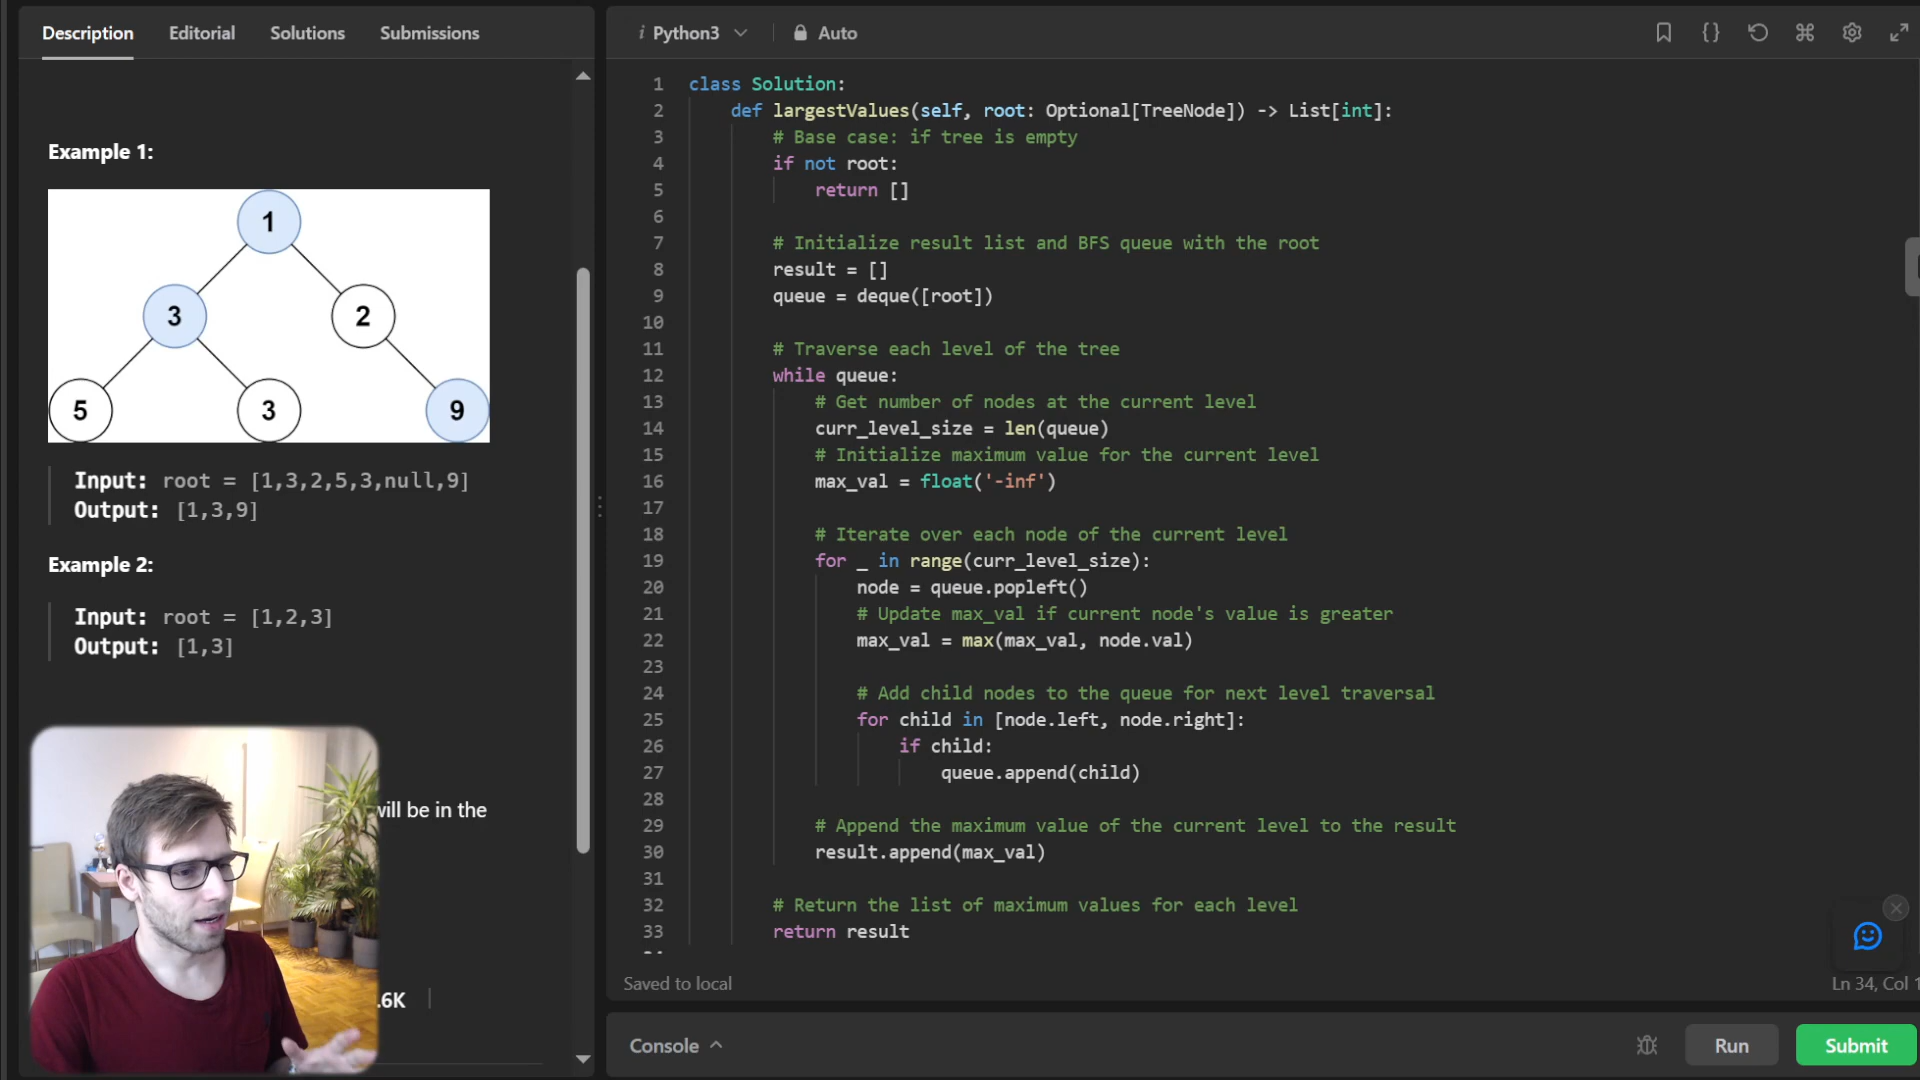 Description Editorial Solutions Submissions
Example 1:
1
3 2
5 3 9
Input: root = [1,3,2,5,3,null,9]
Output: [1,3,9]
Example 2:
Input: root = [1,2,3]
Output: [1,3]
will be in the
.6K
i Python3 Auto
1 class Solution:
2 def largestValues(self, root: Optional[TreeNode]) -> List[int]:
3 # Base case: if tree is empty
4 if not root:
5 return []
6
7 # Initialize result list and BFS queue with the root
8 result = []
9 queue = deque([root])
10
11 # Traverse each level of the tree
12 while queue:
13 # Get number of nodes at the current level
14 curr_level_size = len(queue)
15 # Initialize maximum value for the current level
16 max_val = float('-inf')
17
18 # Iterate over each node of the current level
19 for _ in range(curr_level_size):
20 node = queue.popleft()
21 # Update max_val if current node's value is greater
22 max_val = max(max_val, node.val)
23
24 # Add child nodes to the queue for next level traversal
25 for child in [node.left, node.right]:
26 if child:
27 queue.append(child)
28
29 # Append the maximum value of the current level to the result
30 result.append(max_val)
31
32 # Return the list of maximum values for each level
33 return result
Saved to local
Ln 34, Col 1
Console Run Submit